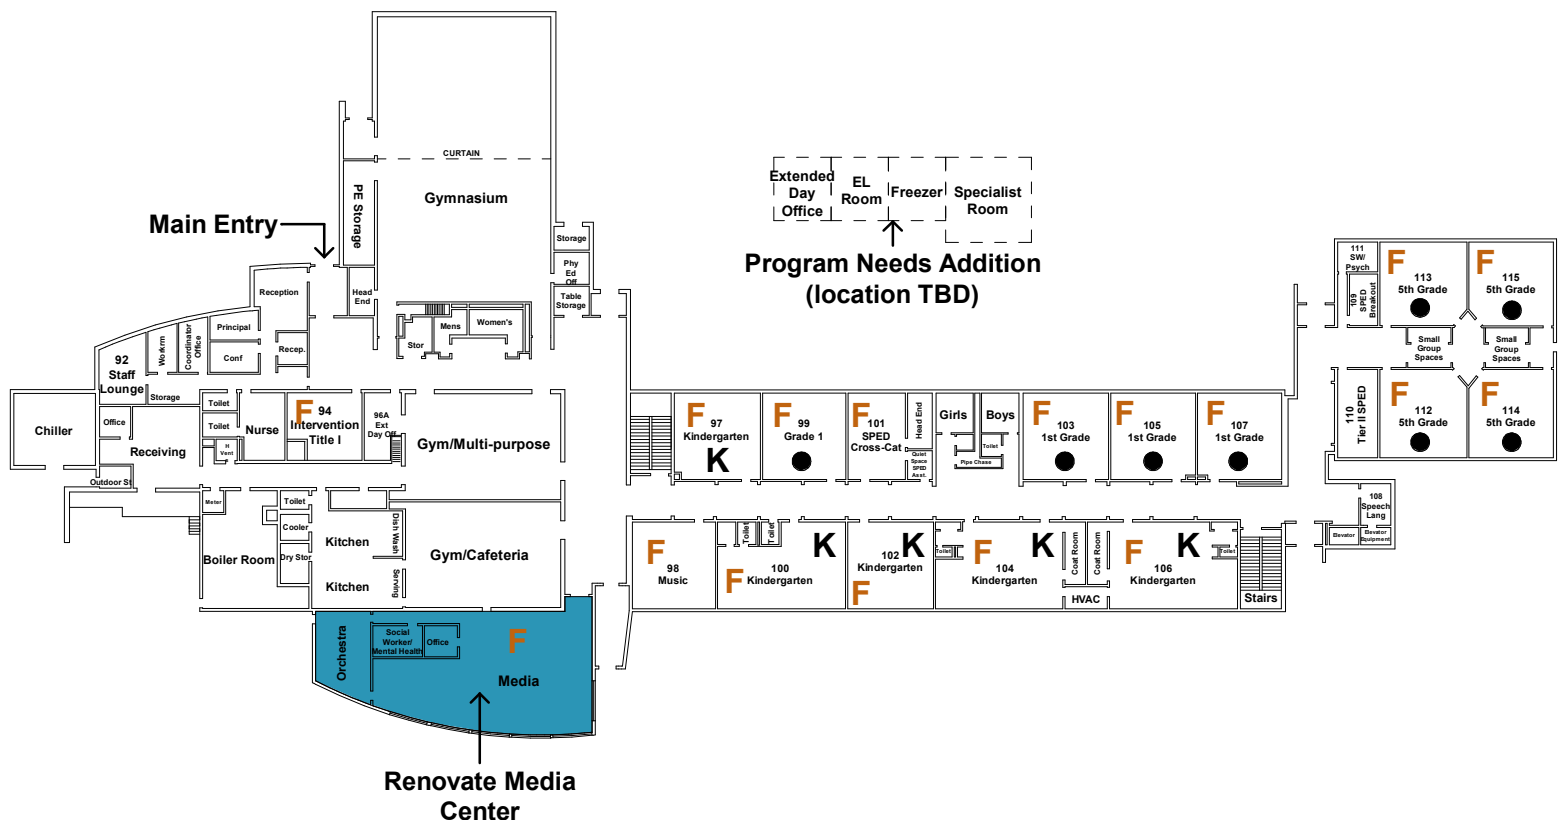 CURTAIN
Gymnasium
PE Storage
Main Entry
Extended
Day
Office
EL
Room
Freezer
Specialist
Room
Program Needs Addition
(location TBD)
Storage
Phy
Ed
Off
Table
Storage
Head
End
Reception
Principal
Conf
Recep.
Workrm
Coordinator
Office
92
Staff
Lounge
Storage
Stor
Mens
Women's
Chiller
Office
Receiving
Outdoor St
Toilet
Toilet
H
Vent
Nurse
F
94
Intervention
Title I
96A
Ext
Day Off
Gym/Multi-purpose
Meter
Boiler Room
Toilet
Cooler
Dry Stor
Kitchen
Kitchen
Dish Wash
Serving
Gym/Cafeteria
Orchestra
Social
Worker/
Mental Health
Office
F
Media
Renovate Media
Center
F
97
Kindergarten
K
F
99
Grade 1
F
101
SPED
Cross-Cat
Head End
Quiet
Space
SPED
Asst.
Girls
Boys
Toilet
Pipe Chase
F
103
1st Grade
F
105
1st Grade
F
107
1st Grade
F
98
Music
Toilet
Toilet
K
F
100
Kindergarten
K
102
Kindergarten
F
Toilet
F
K
104
Kindergarten
Coat Room
Coat Room
HVAC
F
K
106
Kindergarten
Toilet
Stairs
111
SW/
Psych
109
SPED
Breakout
F
113
5th Grade
F
115
5th Grade
Small
Group
Spaces
Small
Group
Spaces
110
Tier II SPED
F
112
5th Grade
F
114
5th Grade
108
Speech
Lang
Elevator
Elevator
Equipment